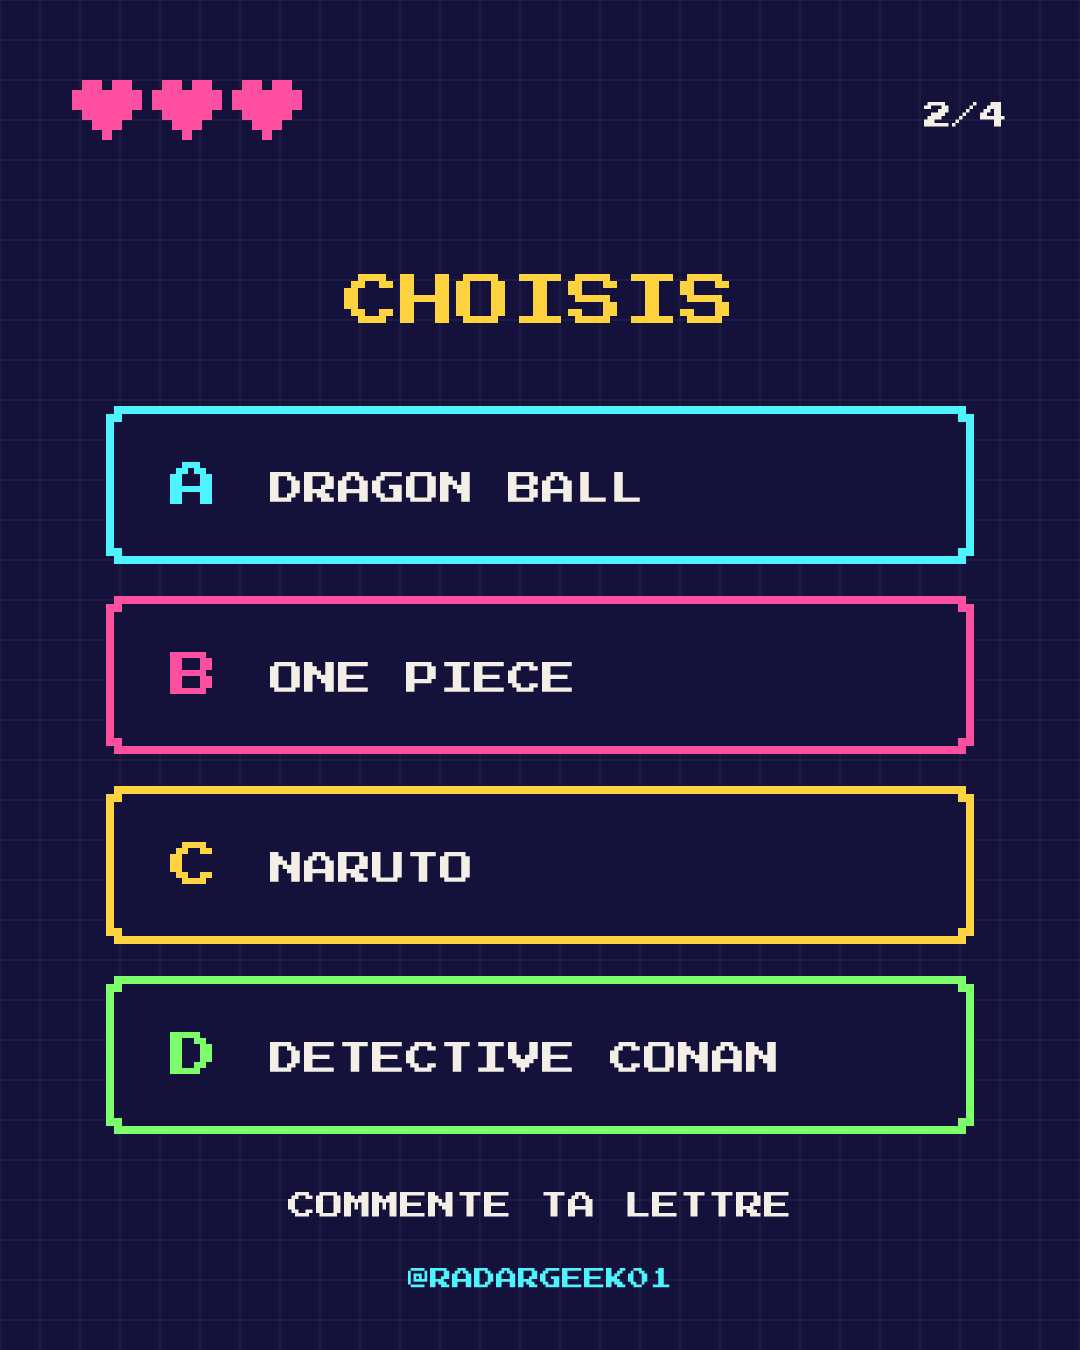 2/4
CHOISIS
A DRAGON BALL
B ONE PIECE
C NARUTO
D DETECTIVE CONAN
COMMENTE TA LETTRE
@RADARGEEK01